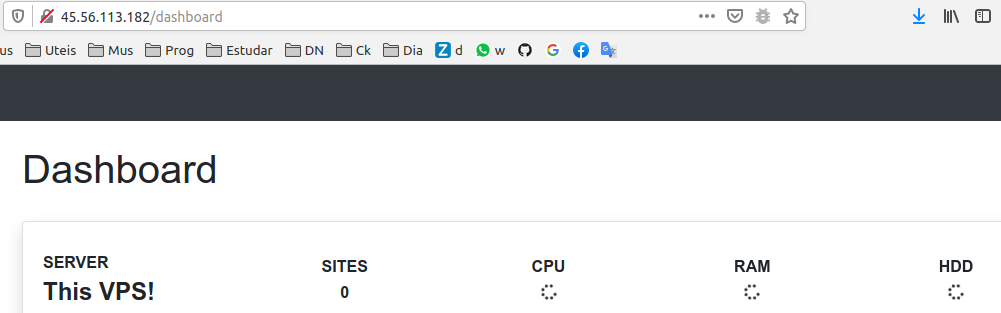 45.56.113.182/dashboard
us Uteis Mus Prog Estudar DN Ck Dia Z d w G
Dashboard
SERVER SITES CPU RAM HDD
This VPS! 0